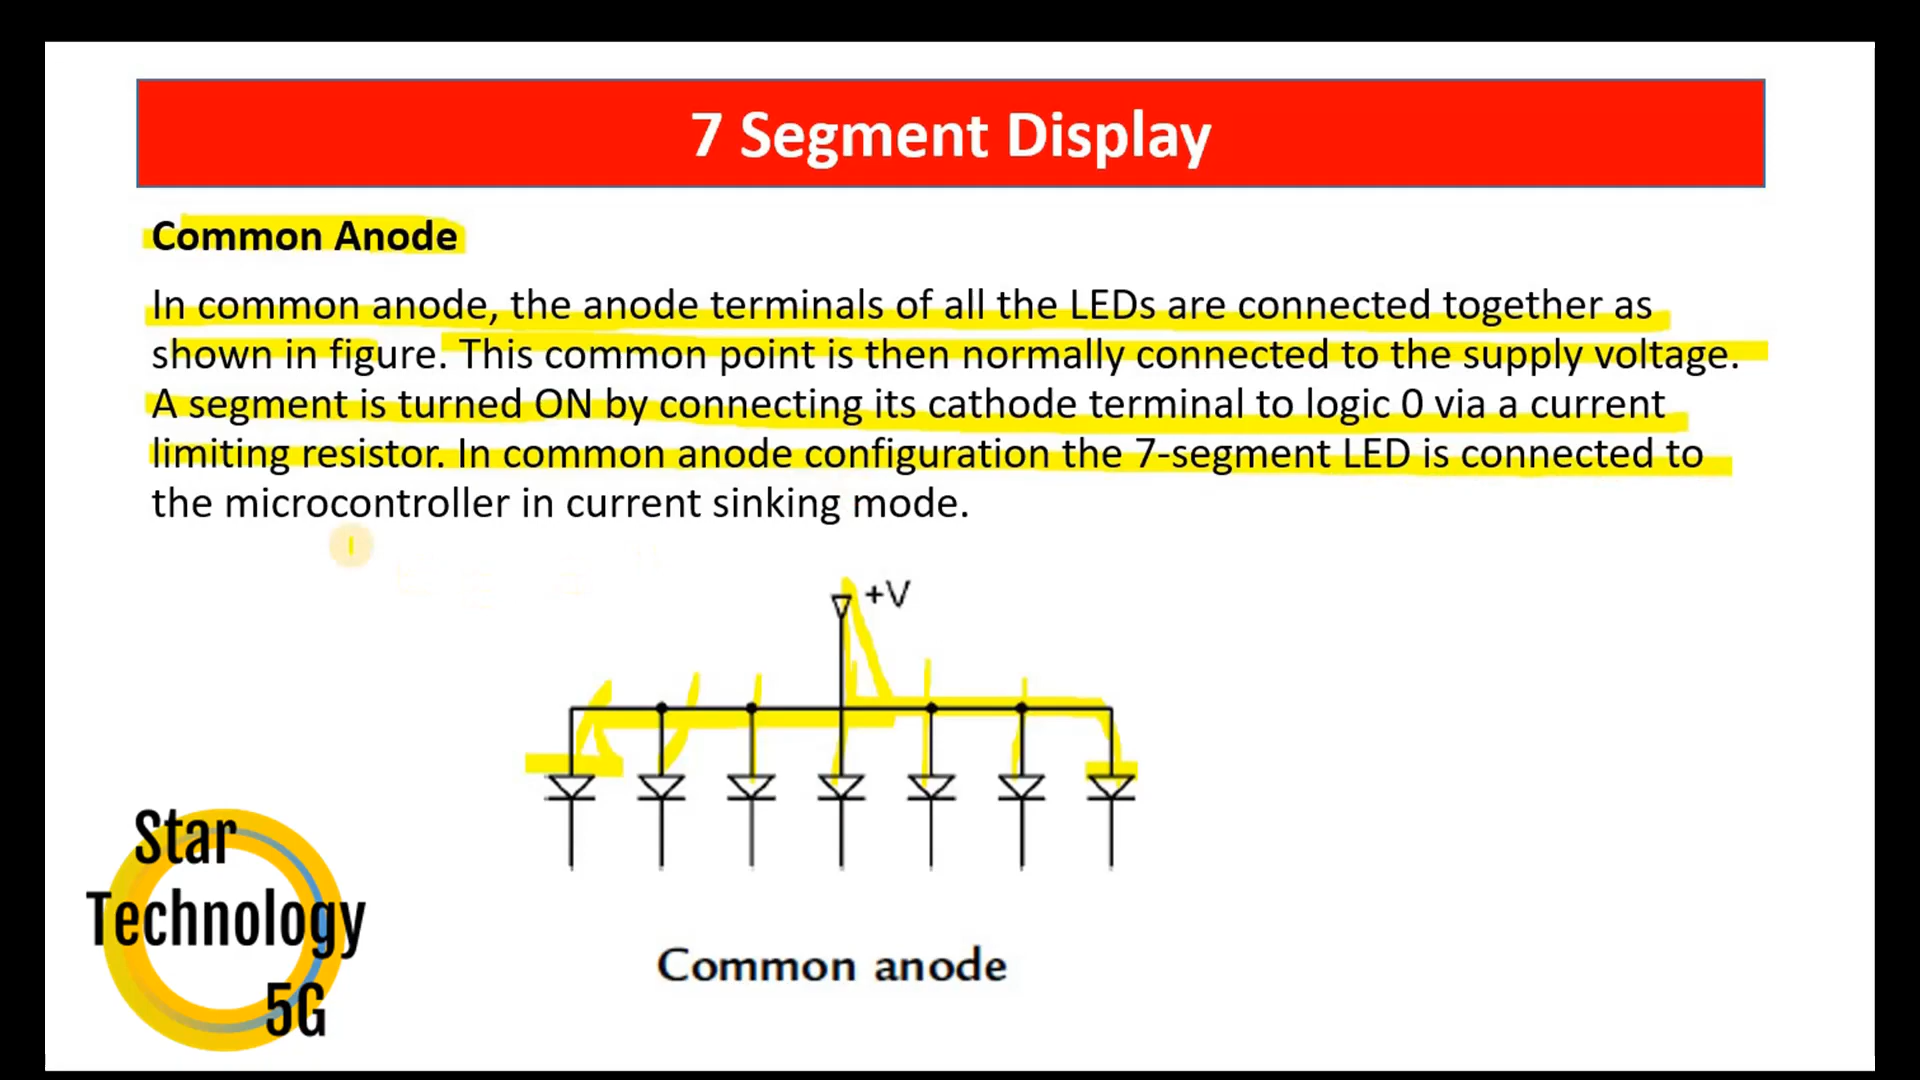 7 Segment Display
Common Anode
In common anode, the anode terminals of all the LEDs are connected together as
shown in figure. This common point is then normally connected to the supply voltage.
A segment is turned ON by connecting its cathode terminal to logic 0 via a current
limiting resistor. In common anode configuration the 7-segment LED is connected to
the microcontroller in current sinking mode.
+V
Common anode
Star
Technology
5G